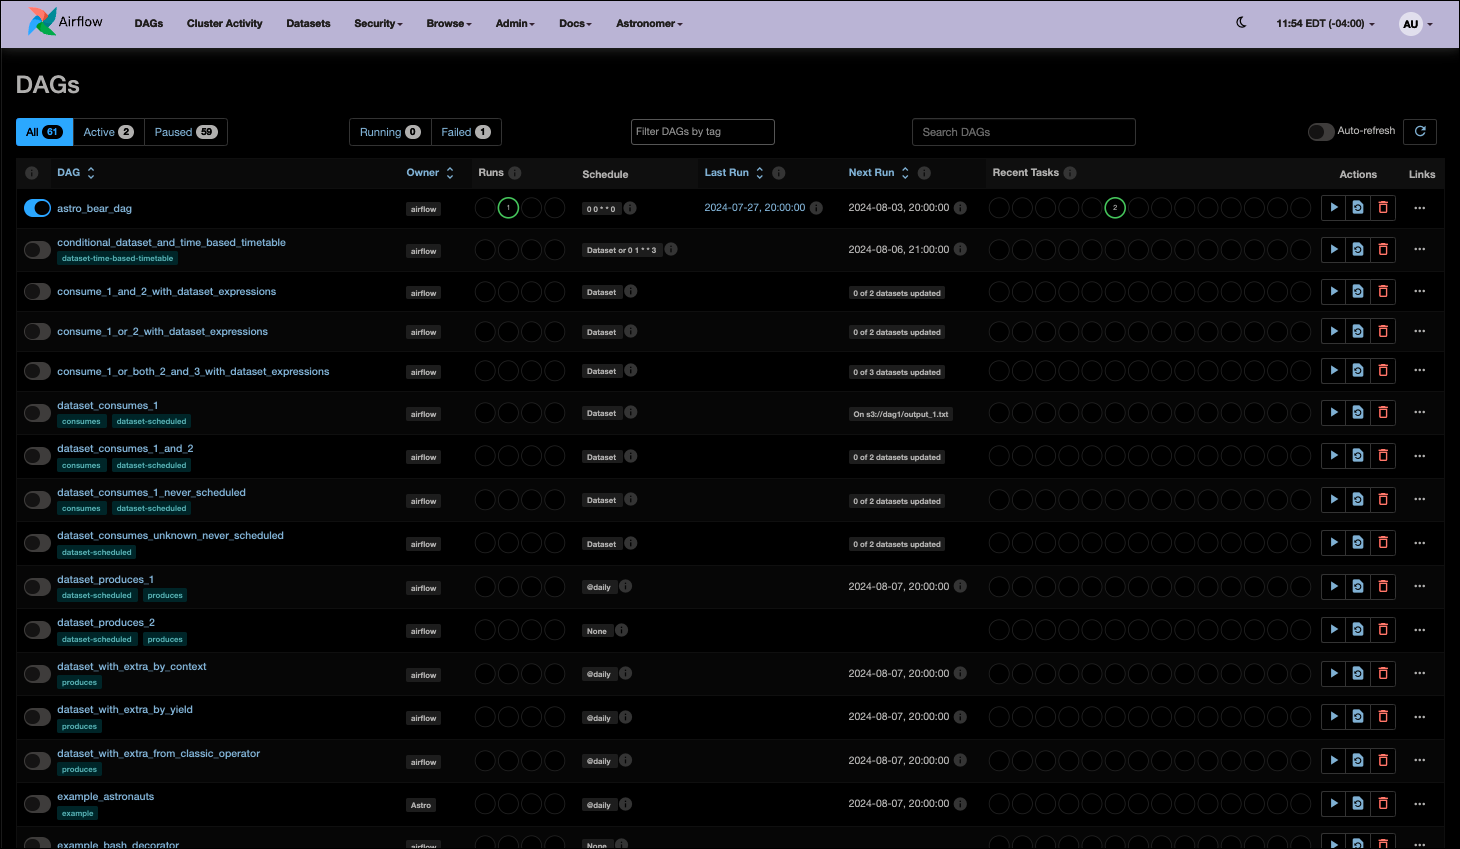 Airflow DAGs Cluster Activity Datasets Security Browse Admin Docs Astronomer 11:54 EDT (-04:00) AU
DAGs
All 61 Active 2 Paused 59 Running 0 Failed 1 Filter DAGs by tag Search DAGs Auto-refresh
DAG Owner Runs Schedule Last Run Next Run Recent Tasks Actions Links
astro_bear_dag airflow 1 0 0 * * 0 2024-07-27, 20:00:00 2024-08-03, 20:00:00 2
conditional_dataset_and_time_based_timetable airflow Dataset or 0 1 * * 3 2024-08-06, 21:00:00
dataset-time-based-timetable
consume_1_and_2_with_dataset_expressions airflow Dataset 0 of 2 datasets updated
consume_1_or_2_with_dataset_expressions airflow Dataset 0 of 2 datasets updated
consume_1_or_both_2_and_3_with_dataset_expressions airflow Dataset 0 of 3 datasets updated
dataset_consumes_1 airflow Dataset On s3://dag1/output_1.txt
consumes dataset-scheduled
dataset_consumes_1_and_2 airflow Dataset 0 of 2 datasets updated
consumes dataset-scheduled
dataset_consumes_1_never_scheduled airflow Dataset 0 of 2 datasets updated
consumes dataset-scheduled
dataset_consumes_unknown_never_scheduled airflow Dataset 0 of 2 datasets updated
dataset-scheduled
dataset_produces_1 airflow @daily 2024-08-07, 20:00:00
dataset-scheduled produces
dataset_produces_2 airflow None
dataset-scheduled produces
dataset_with_extra_by_context airflow @daily 2024-08-07, 20:00:00
produces
dataset_with_extra_by_yield airflow @daily 2024-08-07, 20:00:00
produces
dataset_with_extra_from_classic_operator airflow @daily 2024-08-07, 20:00:00
produces
example_astronauts Astro @daily 2024-08-07, 20:00:00
example
example_bash_decorator airflow None